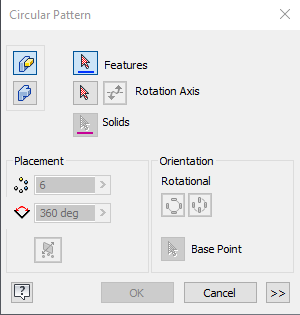 Circular Pattern
Features
Rotation Axis
Solids
Placement
Orientation
6 >
Rotational
360 deg >
Base Point
?
OK
Cancel
>>